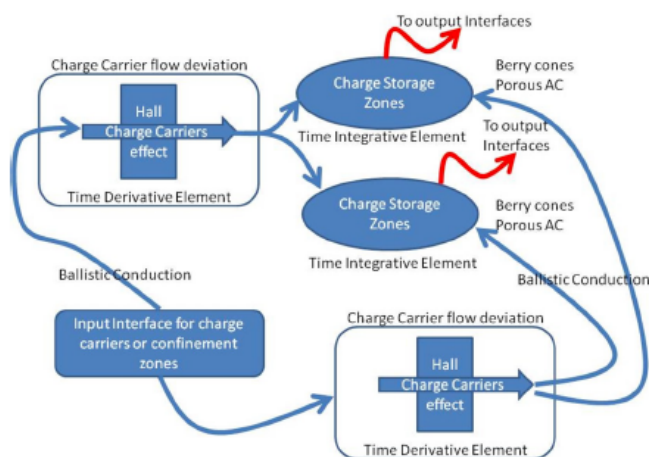 To output Interfaces
Charge Carrier flow deviation
Hall
Charge Carriers
effect
Time Derivative Element
Charge Storage
Zones
Time Integrative Element
Berry cones
Porous AC
To output
Interfaces
Charge Storage
Zones
Time Integrative Element
Berry cones
Porous AC
Ballistic Conduction
Ballistic Conduction
Input Interface for charge
carriers or confinement
zones
Charge Carrier flow deviation
Hall
Charge Carriers
effect
Time Derivative Element